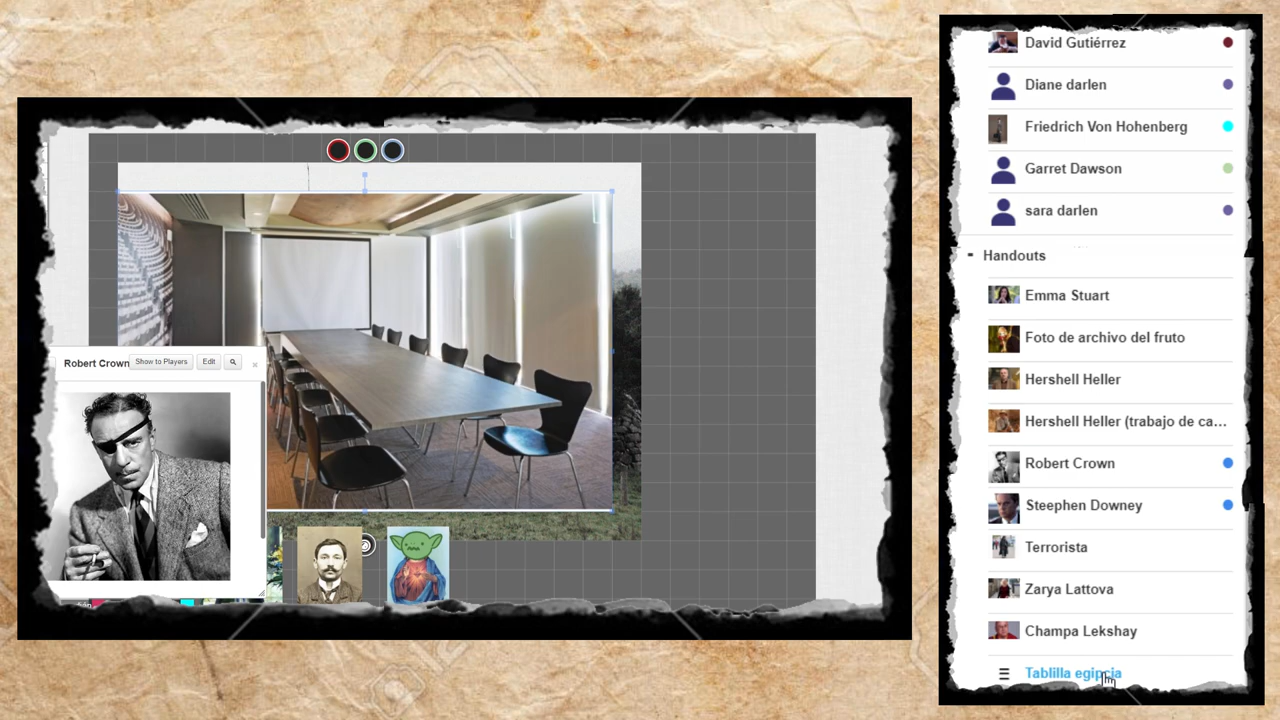 Robert Crown
Show to Players
Edit
David Gutiérrez
Diane darlen
Friedrich Von Hohenberg
Garret Dawson
sara darlen
Handouts
Emma Stuart
Foto de archivo del fruto
Hershell Heller
Hershell Heller (trabajo de ca...
Robert Crown
Steephen Downey
Terrorista
Zarya Lattova
Champa Lekshay
Tablilla egipcia